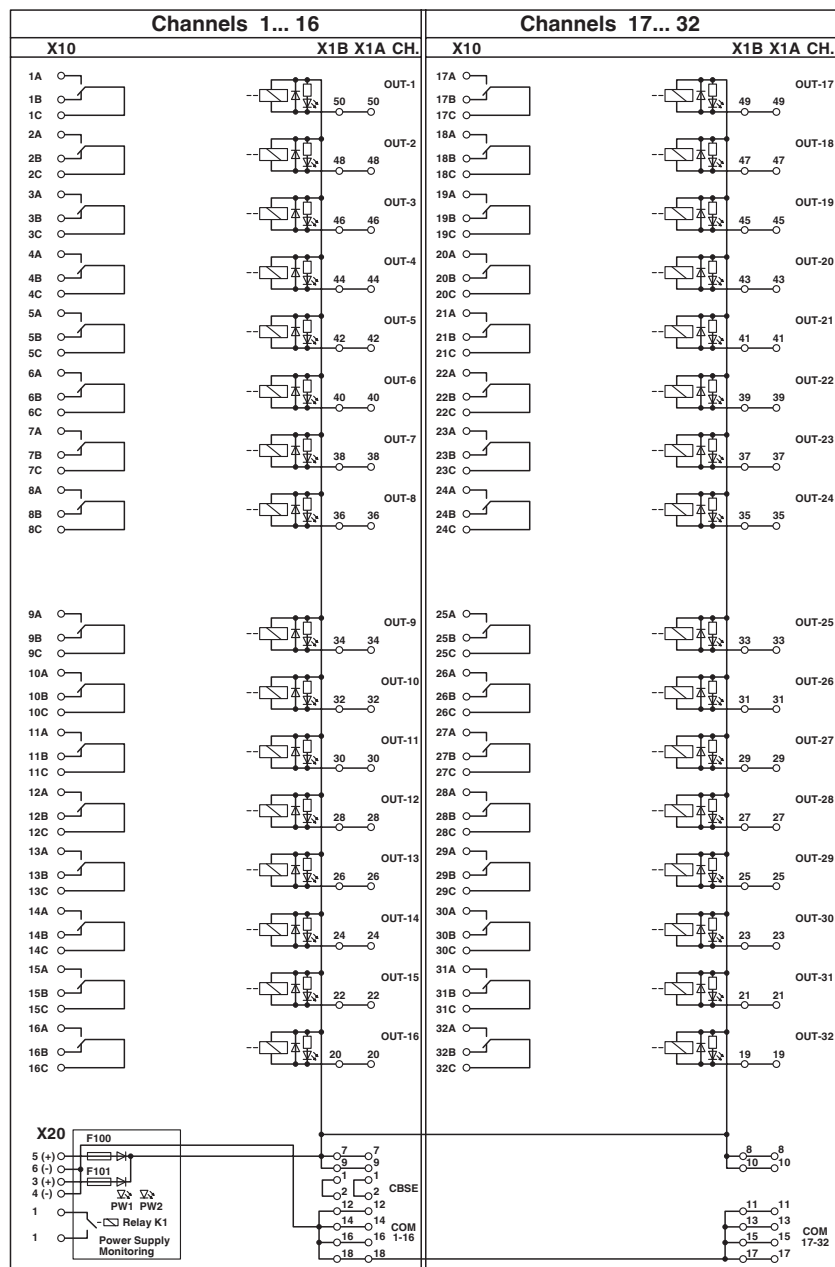 Channels 1... 16
X10 X1B X1A CH.
1A OUT-1
1B 50 50
1C
2A OUT-2
2B 48 48
2C
3A OUT-3
3B 46 46
3C
4A OUT-4
4B 44 44
4C
5A OUT-5
5B 42 42
5C
6A OUT-6
6B 40 40
6C
7A OUT-7
7B 38 38
7C
8A OUT-8
8B 36 36
8C
9A OUT-9
9B 34 34
9C
10A OUT-10
10B 32 32
10C
11A OUT-11
11B 30 30
11C
12A OUT-12
12B 28 28
12C
13A OUT-13
13B 26 26
13C
14A OUT-14
14B 24 24
14C
15A OUT-15
15B 22 22
15C
16A OUT-16
16B 20 20
16C
Channels 17... 32
X10 X1B X1A CH.
17A OUT-17
17B 49 49
17C
18A OUT-18
18B 47 47
18C
19A OUT-19
19B 45 45
19C
20A OUT-20
20B 43 43
20C
21A OUT-21
21B 41 41
21C
22A OUT-22
22B 39 39
22C
23A OUT-23
23B 37 37
23C
24A OUT-24
24B 35 35
24C
25A OUT-25
25B 33 33
25C
26A OUT-26
26B 31 31
26C
27A OUT-27
27B 29 29
27C
28A OUT-28
28B 27 27
28C
29A OUT-29
29B 25 25
29C
30A OUT-30
30B 23 23
30C
31A OUT-31
31B 21 21
31C
32A OUT-32
32B 19 19
32C
X20
F100
5 (+)
6 (-)
F101
3 (+)
4 (-)
PW1 PW2
1
Relay K1
1
Power Supply
Monitoring
7 7
9 9
1 1
CBSE
2 2
12 12
14 14
COM
1-16
16 16
18 18
8 8
10 10
11 11
13 13
COM
17-32
15 15
17 17